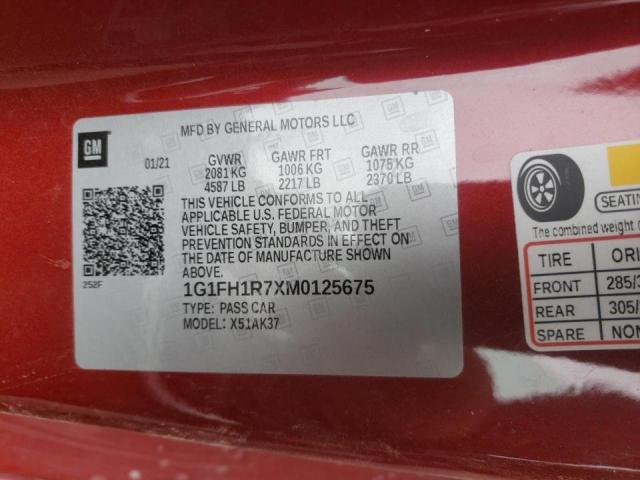 MFD BY GENERAL MOTORS LLC
GM
01/21 GVWR GAWR FRT GAWR RR
2081 KG 1006 KG 1075 KG
4587 LB 2217 LB 2370 LB
THIS VEHICLE CONFORMS TO ALL
APPLICABLE U.S. FEDERAL MOTOR
VEHICLE SAFETY, BUMPER, AND THEFT
PREVENTION STANDARDS IN EFFECT ON
THE DATE OF MANUFACTURE SHOWN
ABOVE.
252F
1G1FH1R7XM0125675
TYPE: PASS CAR
MODEL: X51AK37
SEATING
The combined weight
TIRE ORI
FRONT 285/3
REAR 305/
SPARE NON